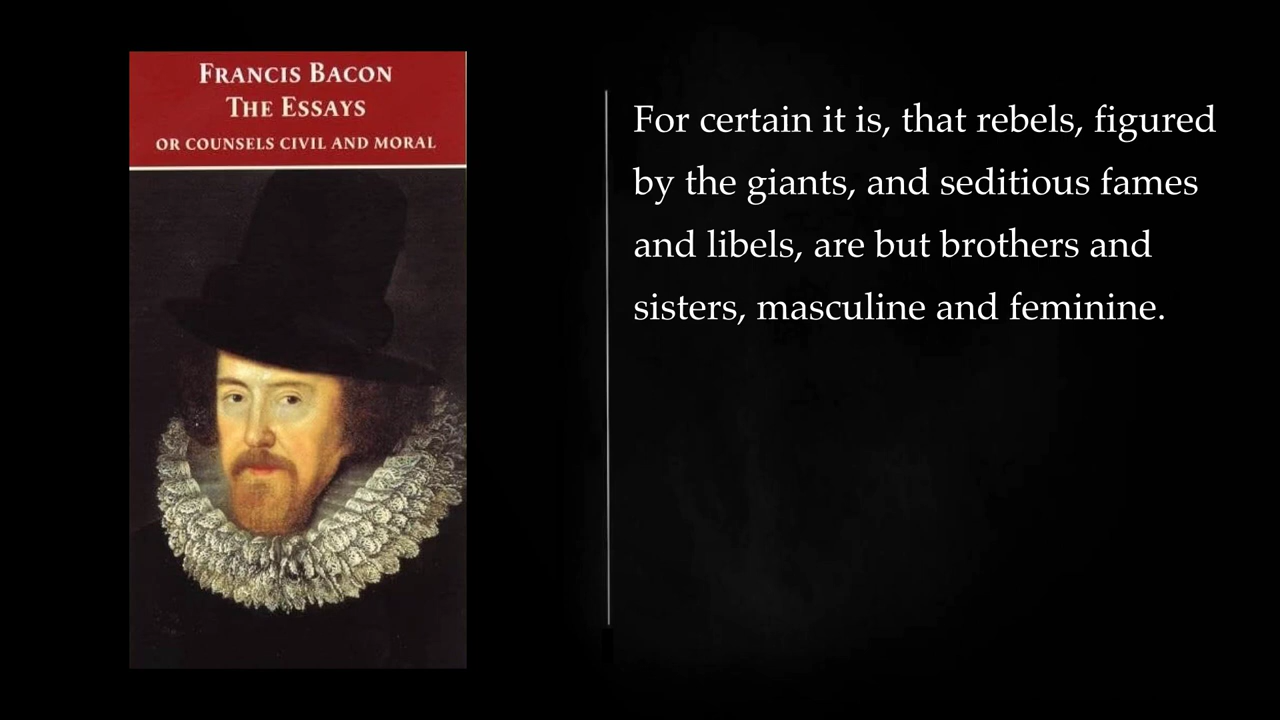 FRANCIS BACON
THE ESSAYS
OR COUNSELS CIVIL AND MORAL
For certain it is, that rebels, figured
by the giants, and seditious fames
and libels, are but brothers and
sisters, masculine and feminine.